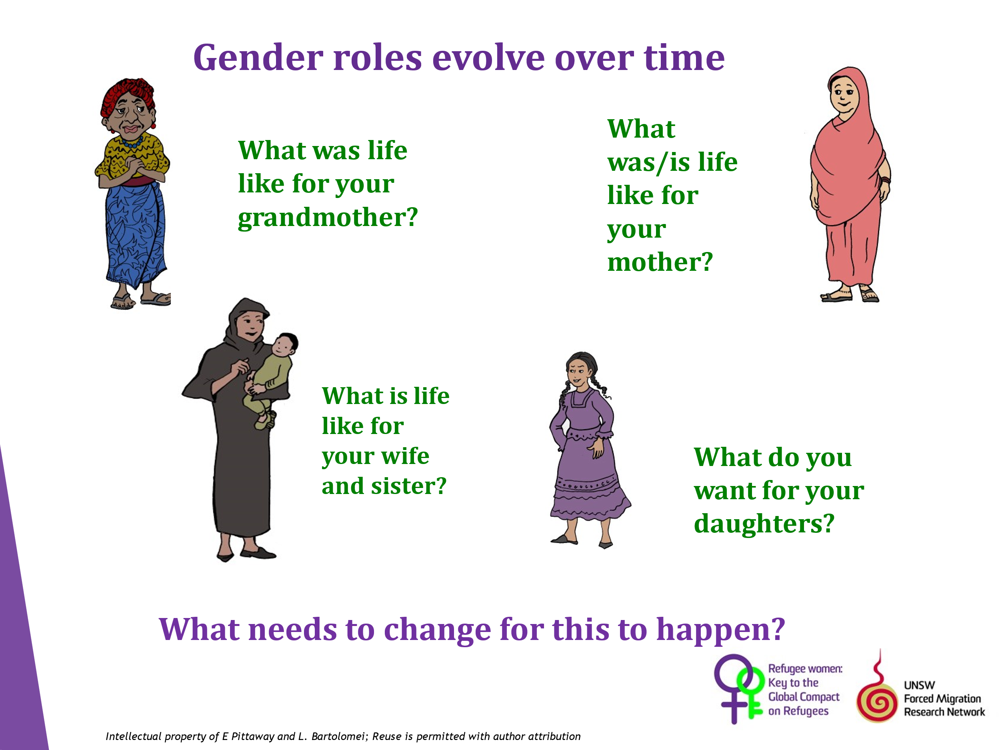 Gender roles evolve over time
What was life
like for your
grandmother?
What
was/is life
like for
your
mother?
What is life
like for
your wife
and sister?
What do you
want for your
daughters?
What needs to change for this to happen?
Refugee women:
Key to the
Global Compact
on Refugees
UNSW
Forced Migration
Research Network
Intellectual property of E Pittaway and L. Bartolomei; Reuse is permitted with author attribution